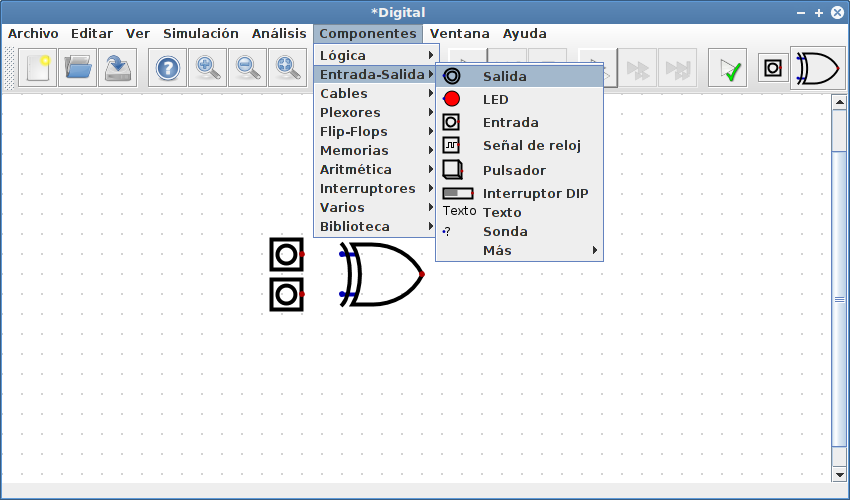 *Digital
Archivo Editar Ver Simulación Análisis Componentes Ventana Ayuda
Lógica
Entrada-Salida
Cables
Plexores
Flip-Flops
Memorias
Aritmética
Interruptores
Varios
Biblioteca
Salida
LED
Entrada
Señal de reloj
Pulsador
Interruptor DIP
Texto Texto
? Sonda
Más